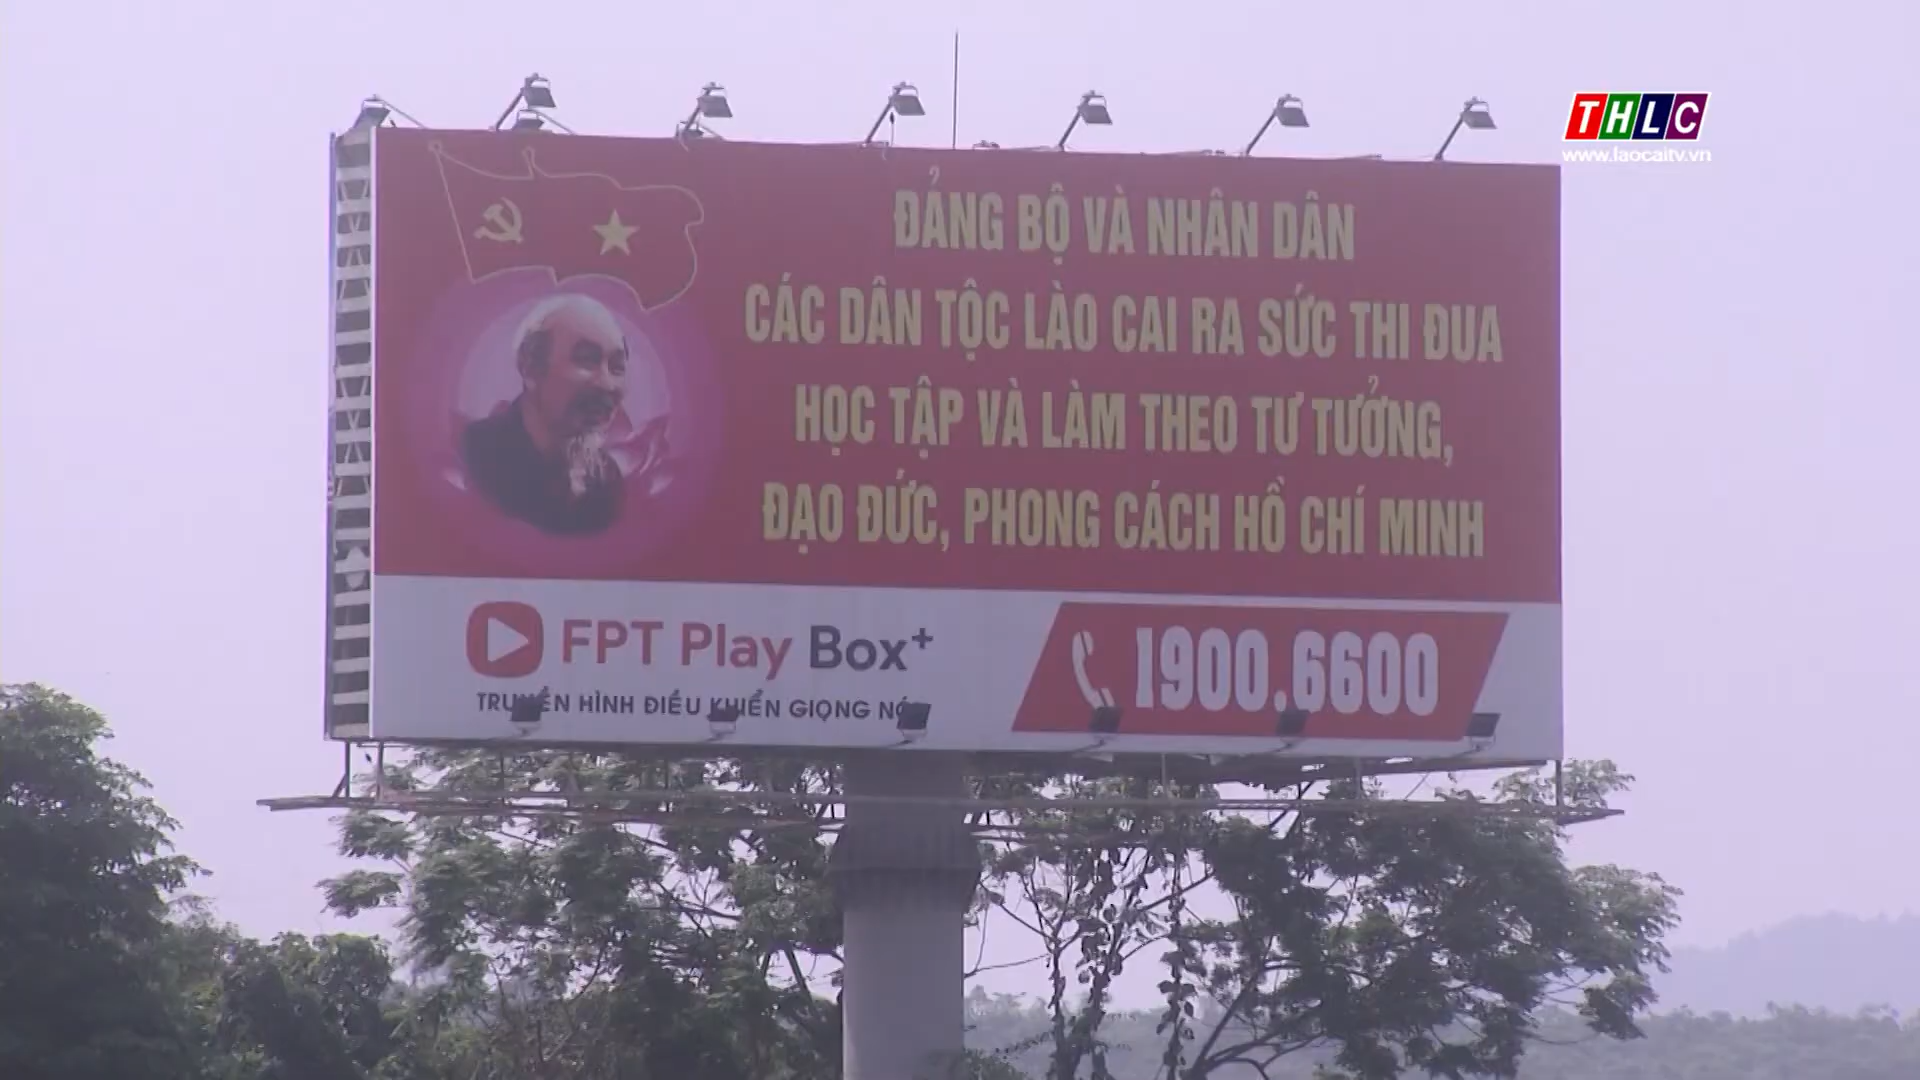 THLC
www.laocaitv.vn
ĐẢNG BỘ VÀ NHÂN DÂN
CÁC DÂN TỘC LÀO CAI RA SỨC THI ĐUA
HỌC TẬP VÀ LÀM THEO TƯ TƯỞNG,
ĐẠO ĐỨC, PHONG CÁCH HỒ CHÍ MINH
FPT Play Box+
TRUYỀN HÌNH ĐIỀU KHIỂN GIỌNG NÓI
1900.6600